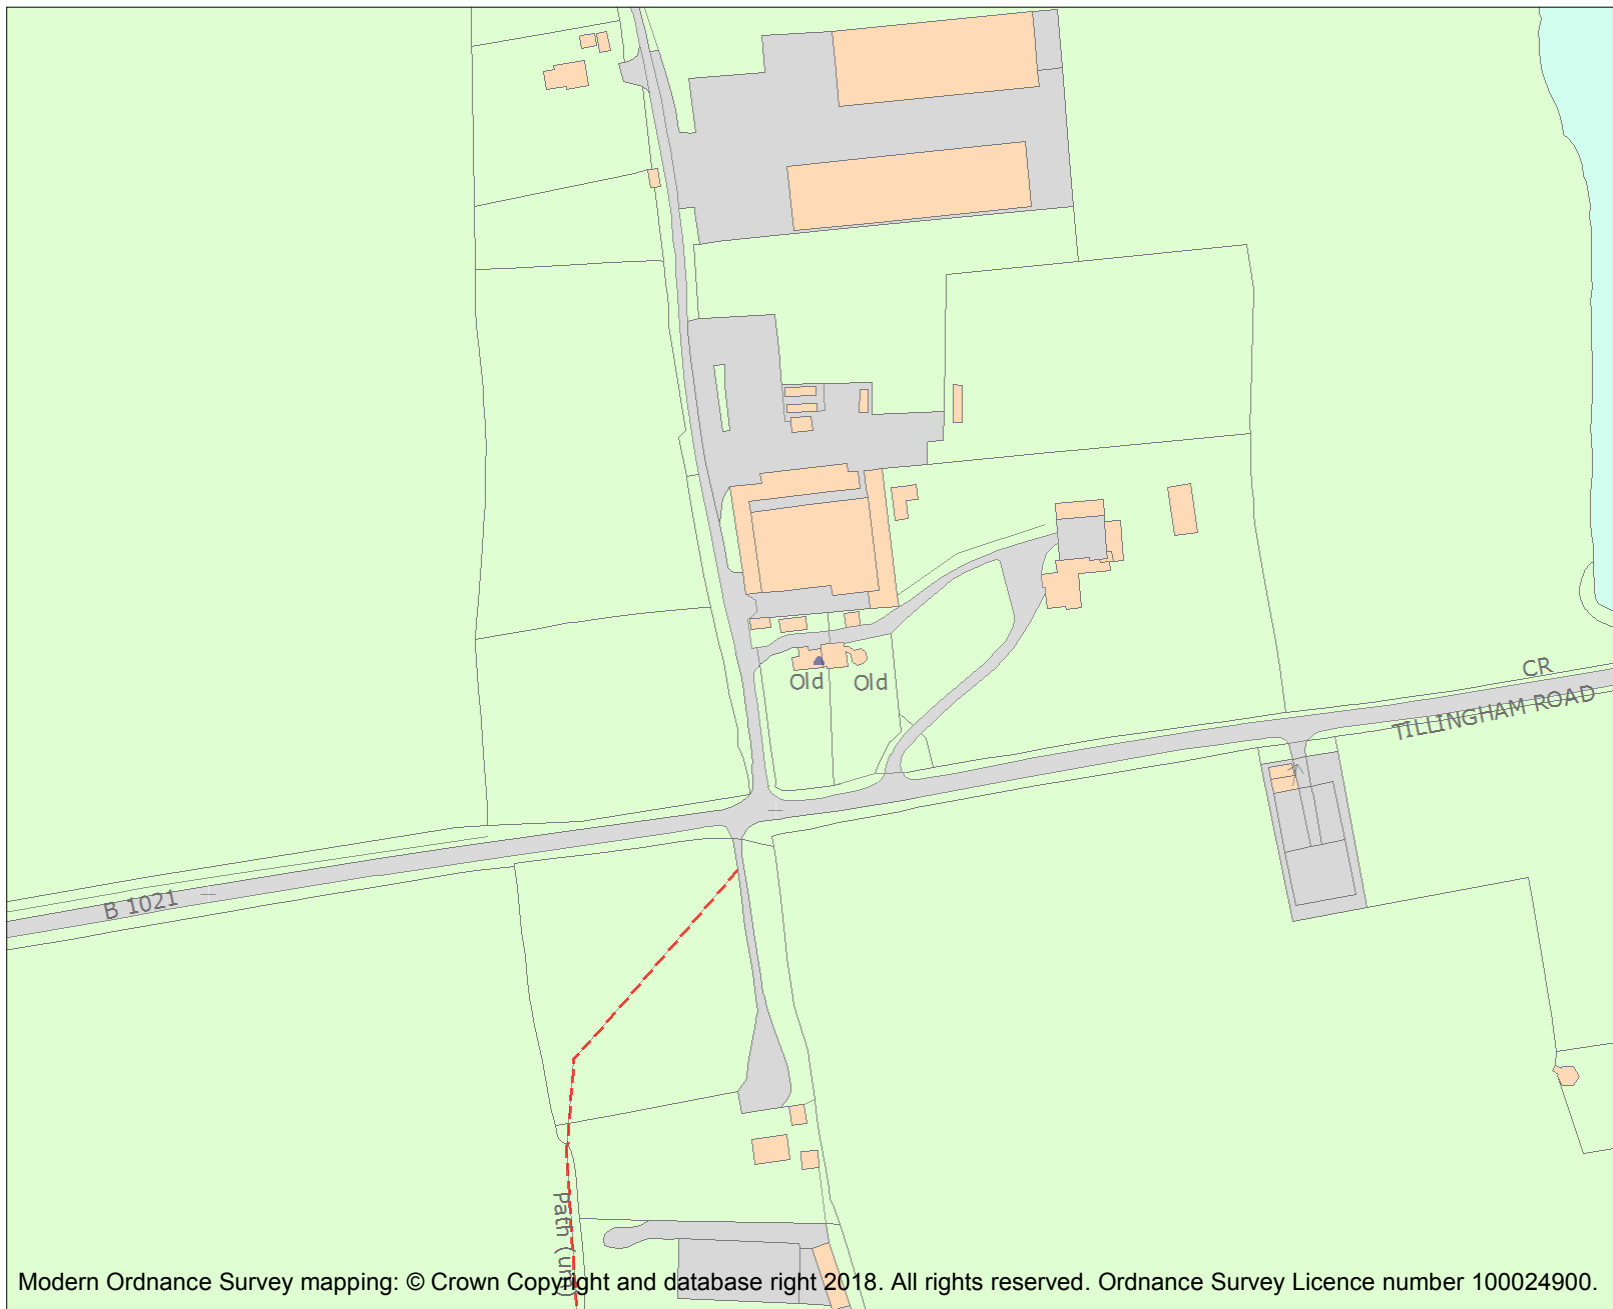 Old
Old
CR
TILLINGHAM ROAD
B 1021
Path (um)
Modern Ordnance Survey mapping: © Crown Copyright and database right 2018. All rights reserved. Ordnance Survey Licence number 100024900.